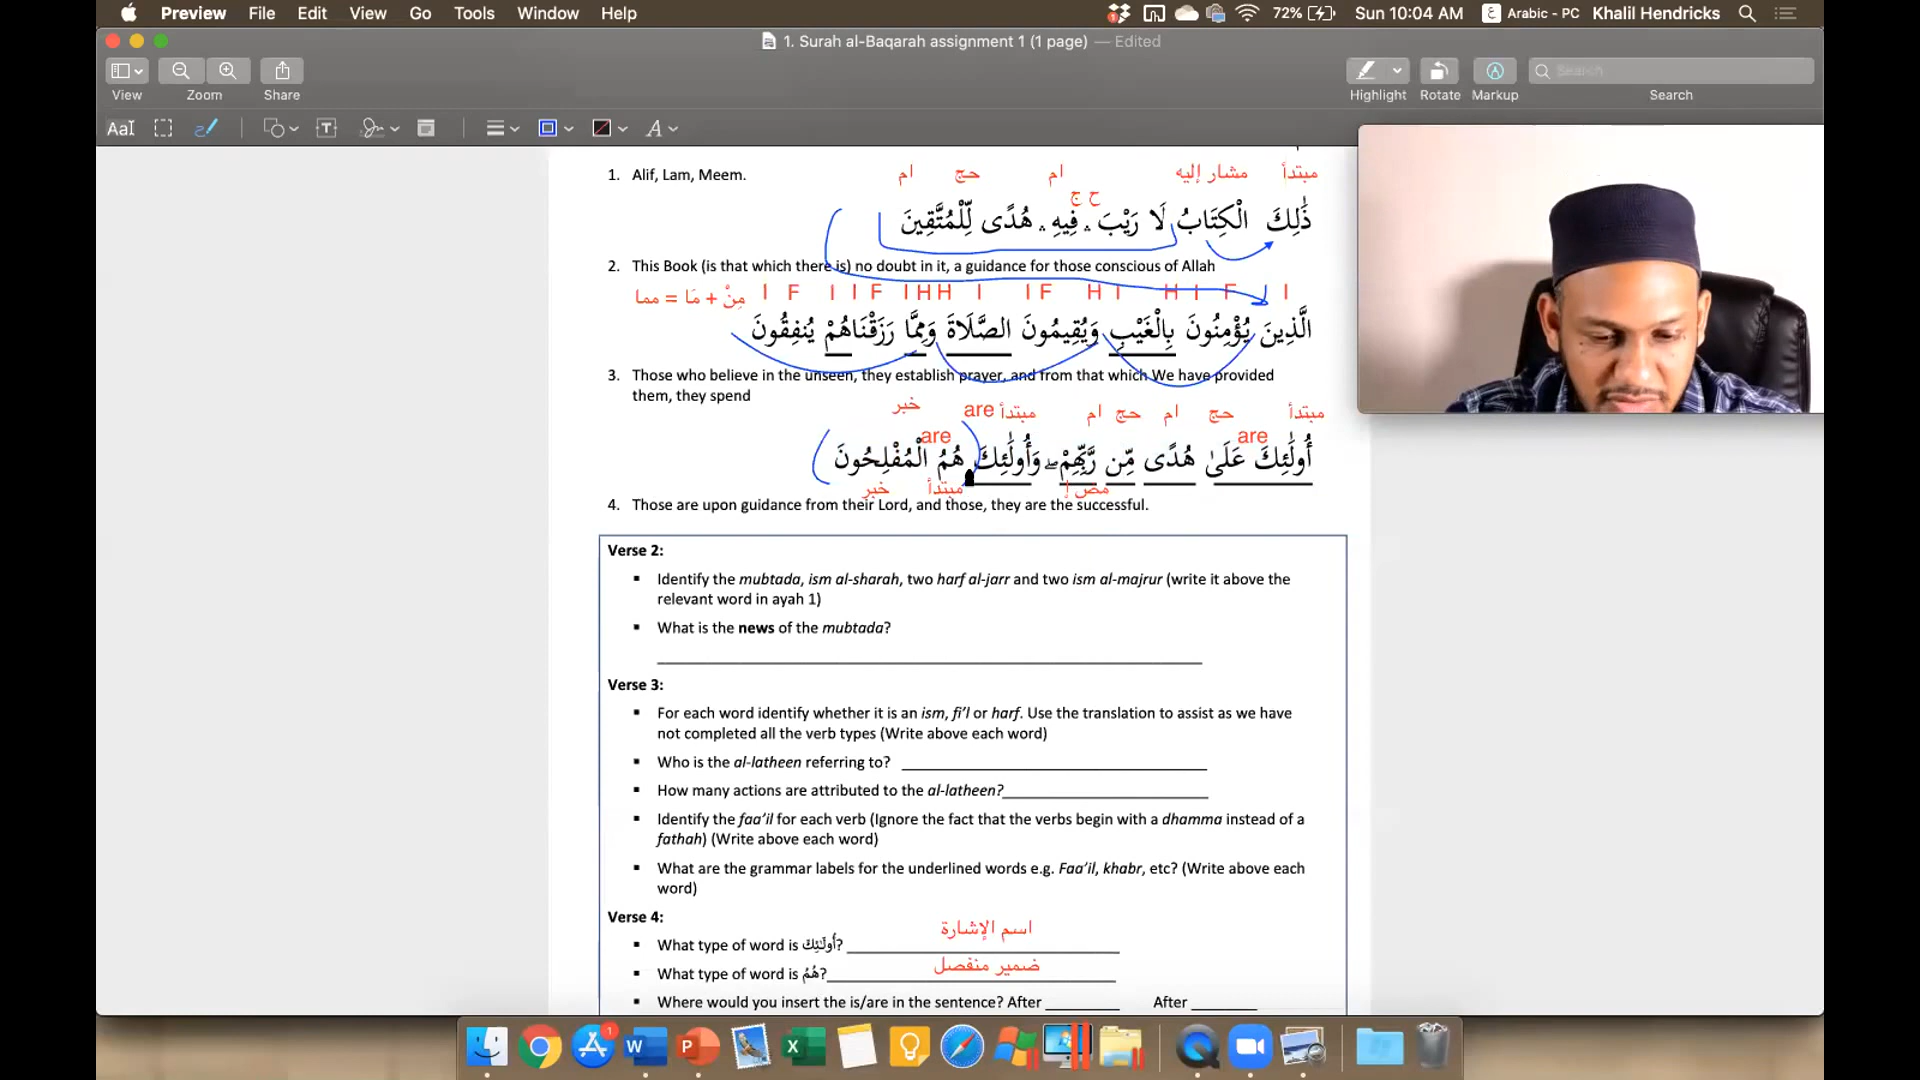 Preview File Edit View Go Tools Window Help 72% Sun 10:04 AM ع Arabic - PC Khalil Hendricks
1. Surah al-Baqarah assignment 1 (1 page) — Edited
Search
View Zoom Share Highlight Rotate Markup Search
AaI T A
مبتدأ مشار إليه ام حج ام
ح ج
1. Alif, Lam, Meem.
ذَٰلِكَ الْكِتَابُ لَا رَيْبَ ۛ فِيهِ ۛ هُدًى لِّلْمُتَّقِينَ
2. This Book (is that which there is) no doubt in it, a guidance for those conscious of Allah
مِنْ + مَا = مما I F I I F I H H I I F H I H I F I I
الَّذِينَ يُؤْمِنُونَ بِالْغَيْبِ وَيُقِيمُونَ الصَّلَاةَ وَمِمَّا رَزَقْنَاهُمْ يُنفِقُونَ
3. Those who believe in the unseen, they establish prayer, and from that which We have provided
them, they spend
مبتدأ حج ام حج ام مبتدأ are خبر
are are
أُولَٰئِكَ عَلَىٰ هُدًى مِّن رَّبِّهِمْ ۖ وَأُولَٰئِكَ هُمُ الْمُفْلِحُونَ
مض إ مبتدأ خبر
4. Those are upon guidance from their Lord, and those, they are the successful.
Verse 2:
▪ Identify the mubtada, ism al-sharah, two harf al-jarr and two ism al-majrur (write it above the
relevant word in ayah 1)
▪ What is the news of the mubtada?
Verse 3:
▪ For each word identify whether it is an ism, fi’l or harf. Use the translation to assist as we have
not completed all the verb types (Write above each word)
▪ Who is the al-latheen referring to?
▪ How many actions are attributed to the al-latheen?
▪ Identify the faa’il for each verb (Ignore the fact that the verbs begin with a dhamma instead of a
fathah) (Write above each word)
▪ What are the grammar labels for the underlined words e.g. Faa’il, khabr, etc? (Write above each
word)
Verse 4:
▪ What type of word is أُولَٰئِكَ? اسم الإشارة
▪ What type of word is هُمُ? ضمير منفصل
▪ Where would you insert the is/are in the sentence? After After